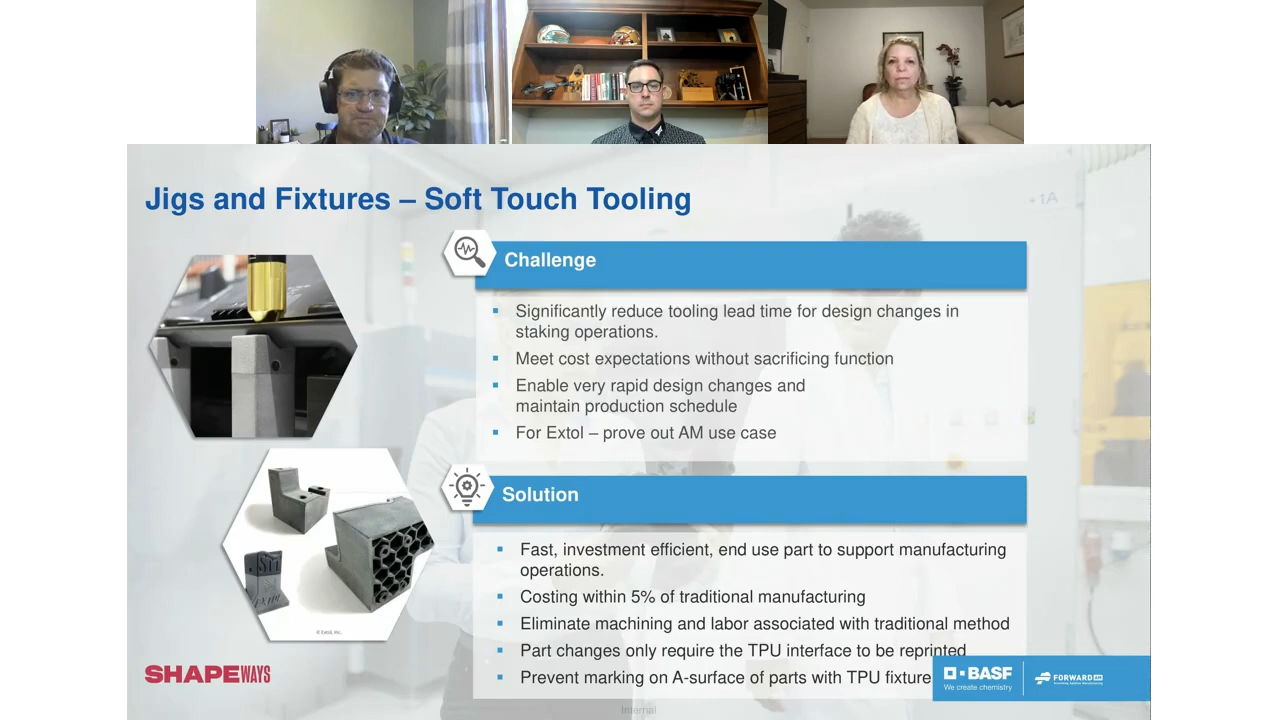 +1A
Jigs and Fixtures – Soft Touch Tooling
Challenge
Significantly reduce tooling lead time for design changes in
staking operations.
Meet cost expectations without sacrificing function
Enable very rapid design changes and
maintain production schedule
For Extol – prove out AM use case
Solution
Fast, investment efficient, end use part to support manufacturing
operations.
Costing within 5% of traditional manufacturing
Eliminate machining and labor associated with traditional method
Part changes only require the TPU interface to be reprinted
Prevent marking on A-surface of parts with TPU fixture
© Extol, Inc.
SHAPEWAYS
BASF
We create chemistry
FORWARD AM
Internal